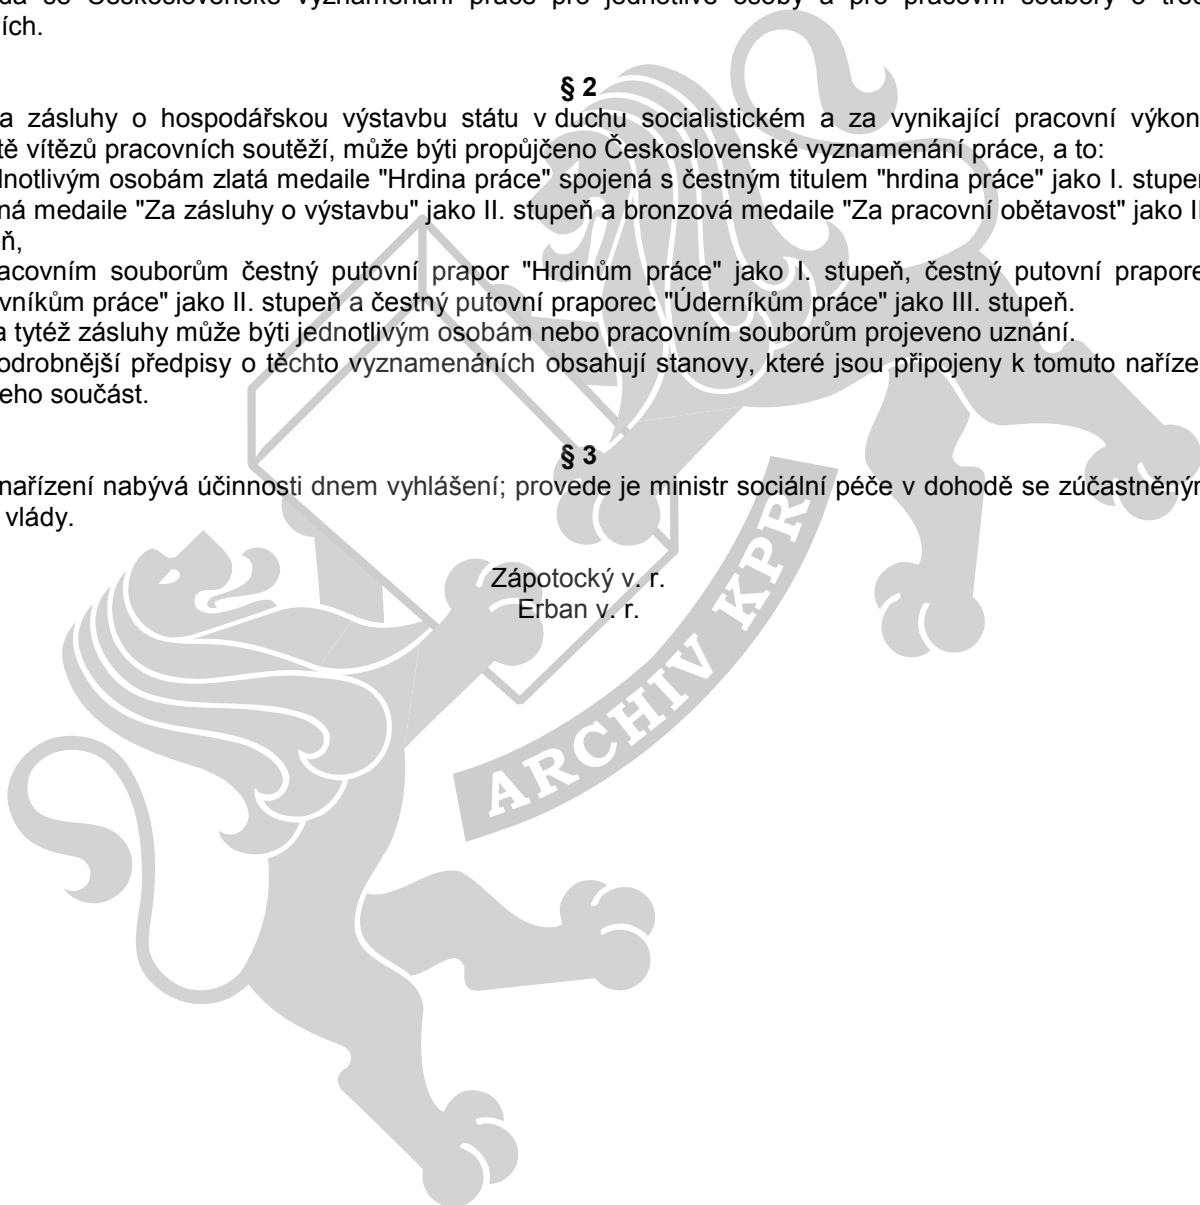 se Československé vyznamenání práce pro jednotlivé osoby a pro pracovní soubory o
ích.
§ 2
a zásluhy o hospodářskou výstavbu státu v duchu socialistickém a za vynikající pracovní výkon
tě vítězů pracovních soutěží, může býti propůjčeno Československé vyznamenání práce, a to:
dnotlivým osobám zlatá medaile "Hrdina práce" spojená s čestným titulem "hrdina práce" jako I. stupeň
ná medaile "Za zásluhy o výstavbu" jako II. stupeň a bronzová medaile "Za pracovní obětavost" jako II
ň,
acovním souborům čestný putovní prapor "Hrdinům práce" jako I. stupeň, čestný putovní prapore
vníkům práce" jako II. stupeň a čestný putovní praporec "Úderníkům práce" jako III. stupeň.
a tytéž zásluhy může býti jednotlivým osobám nebo pracovním souborům projeveno uznání.
odrobnější předpisy o těchto vyznamenáních obsahují stanovy, které jsou připojeny k tomuto naříze
eho součást.
§ 3
nařízení nabývá účinnosti dnem vyhlášení; provede je ministr sociální péče v dohodě se zúčastněným
vlády.
Zápotocký v. r.
Erban v. r.
ARCHIV KPR